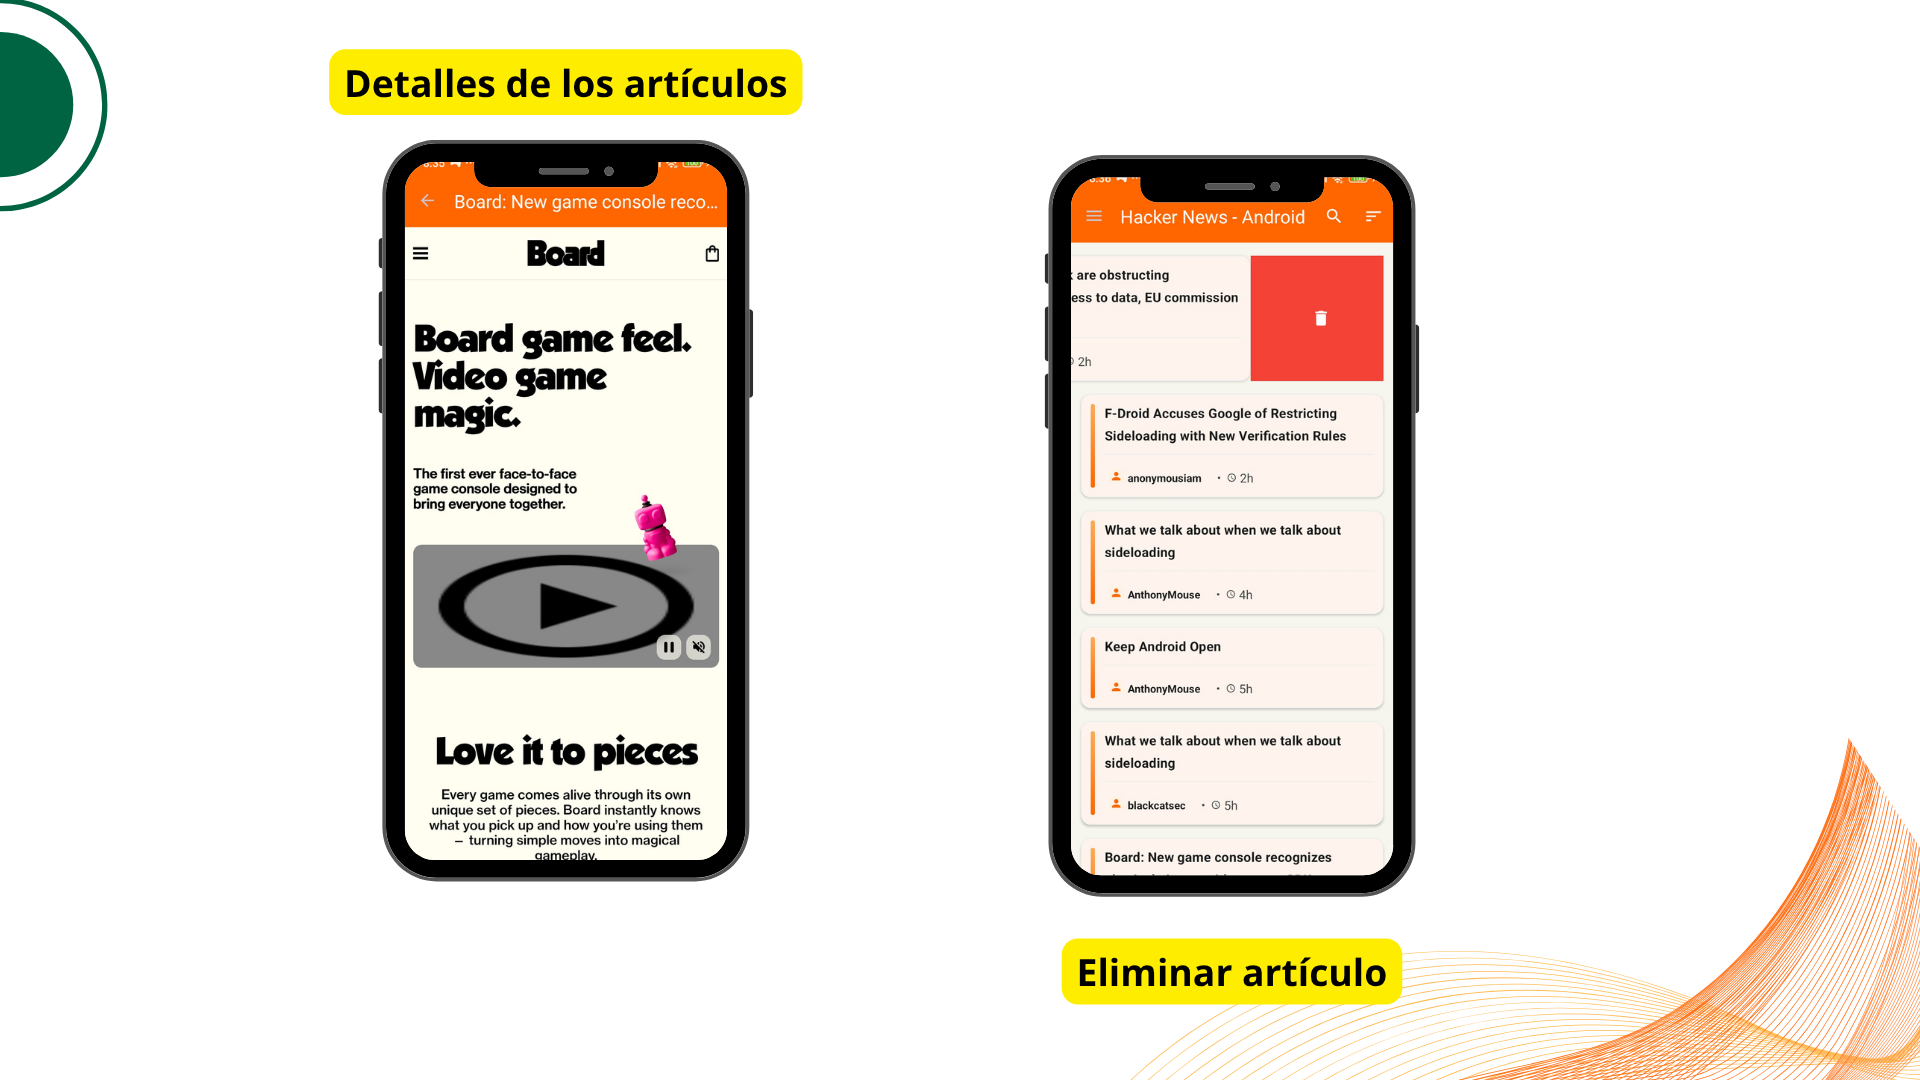 Detalles de los artículos
Board: New game console reco...
Board
Board game feel.
Video game
magic.
The first ever face-to-face
game console designed to
bring everyone together.
Love it to pieces
Every game comes alive through its own
unique set of pieces. Board instantly knows
what you pick up and how you're using them
– turning simple moves into magical
gameplay.
Hacker News - Android
are obstructing
ess to data, EU commission
2h
F-Droid Accuses Google of Restricting
Sideloading with New Verification Rules
anonymousiam • 2h
What we talk about when we talk about
sideloading
AnthonyMouse • 4h
Keep Android Open
AnthonyMouse • 5h
What we talk about when we talk about
sideloading
blackcatsec • 5h
Board: New game console recognizes
Eliminar artículo